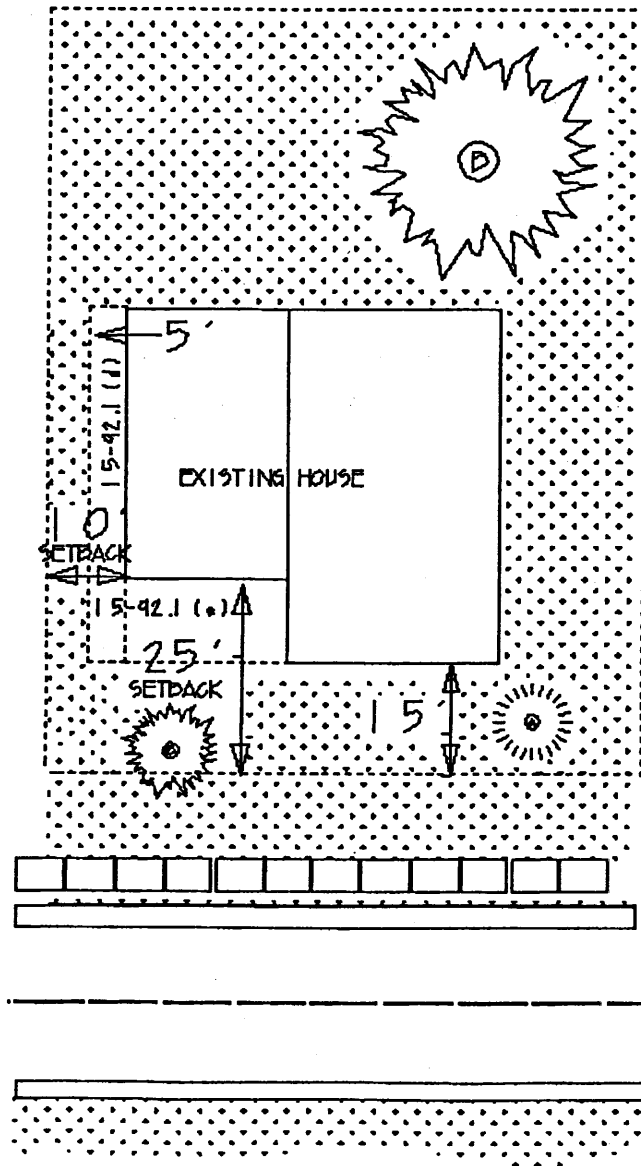 5'
15-92.1 (d)
EXISTING HOUSE
10'
SETBACK
15-92.1 (e)
25'
SETBACK
15'